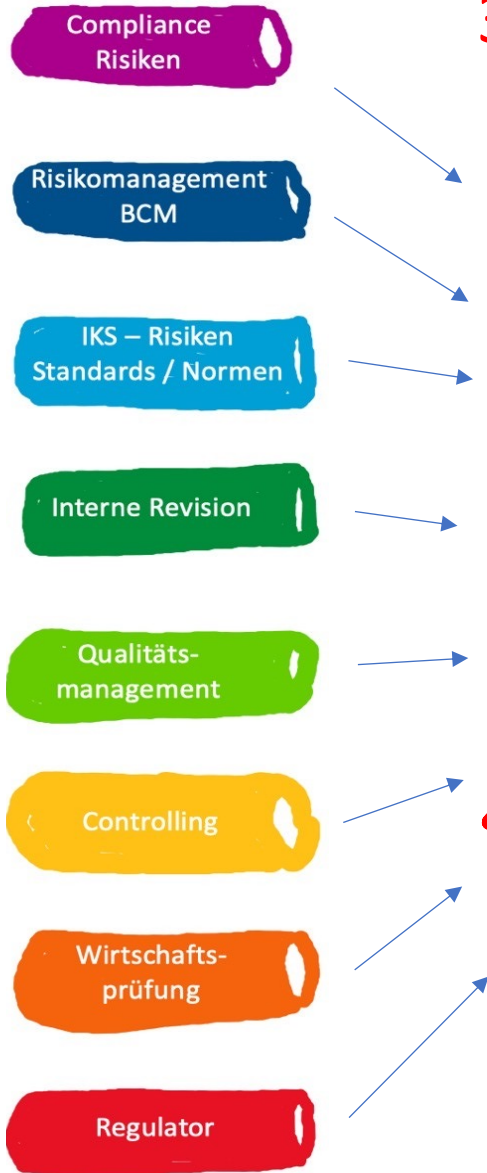 Compliance
Risiken
Risikomanagement
BCM
IKS – Risiken
Standards / Normen
Interne Revision
Qualitäts-
management
Controlling
Wirtschafts-
prüfung
Regulator